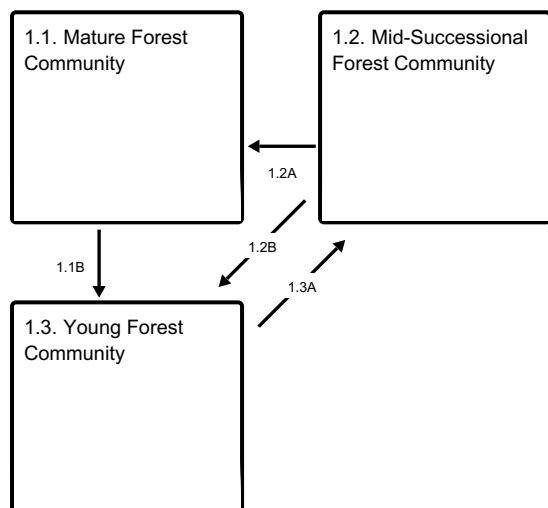 1.1. Mature Forest
Community
1.2. Mid-Successional
Forest Community
1.2A
1.2B
1.1B
1.3A
1.3. Young Forest
Community